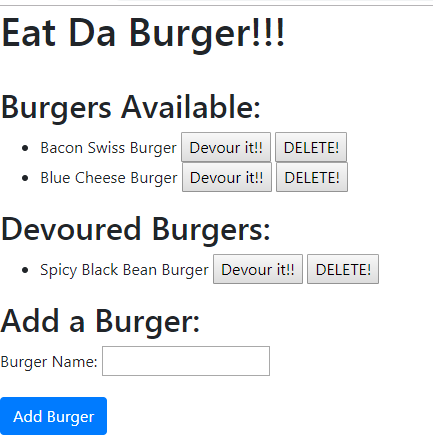 Eat Da Burger!!!
Burgers Available:
Bacon Swiss Burger Devour it!! DELETE!
Blue Cheese Burger Devour it!! DELETE!
Devoured Burgers:
Spicy Black Bean Burger Devour it!! DELETE!
Add a Burger:
Burger Name:
Add Burger